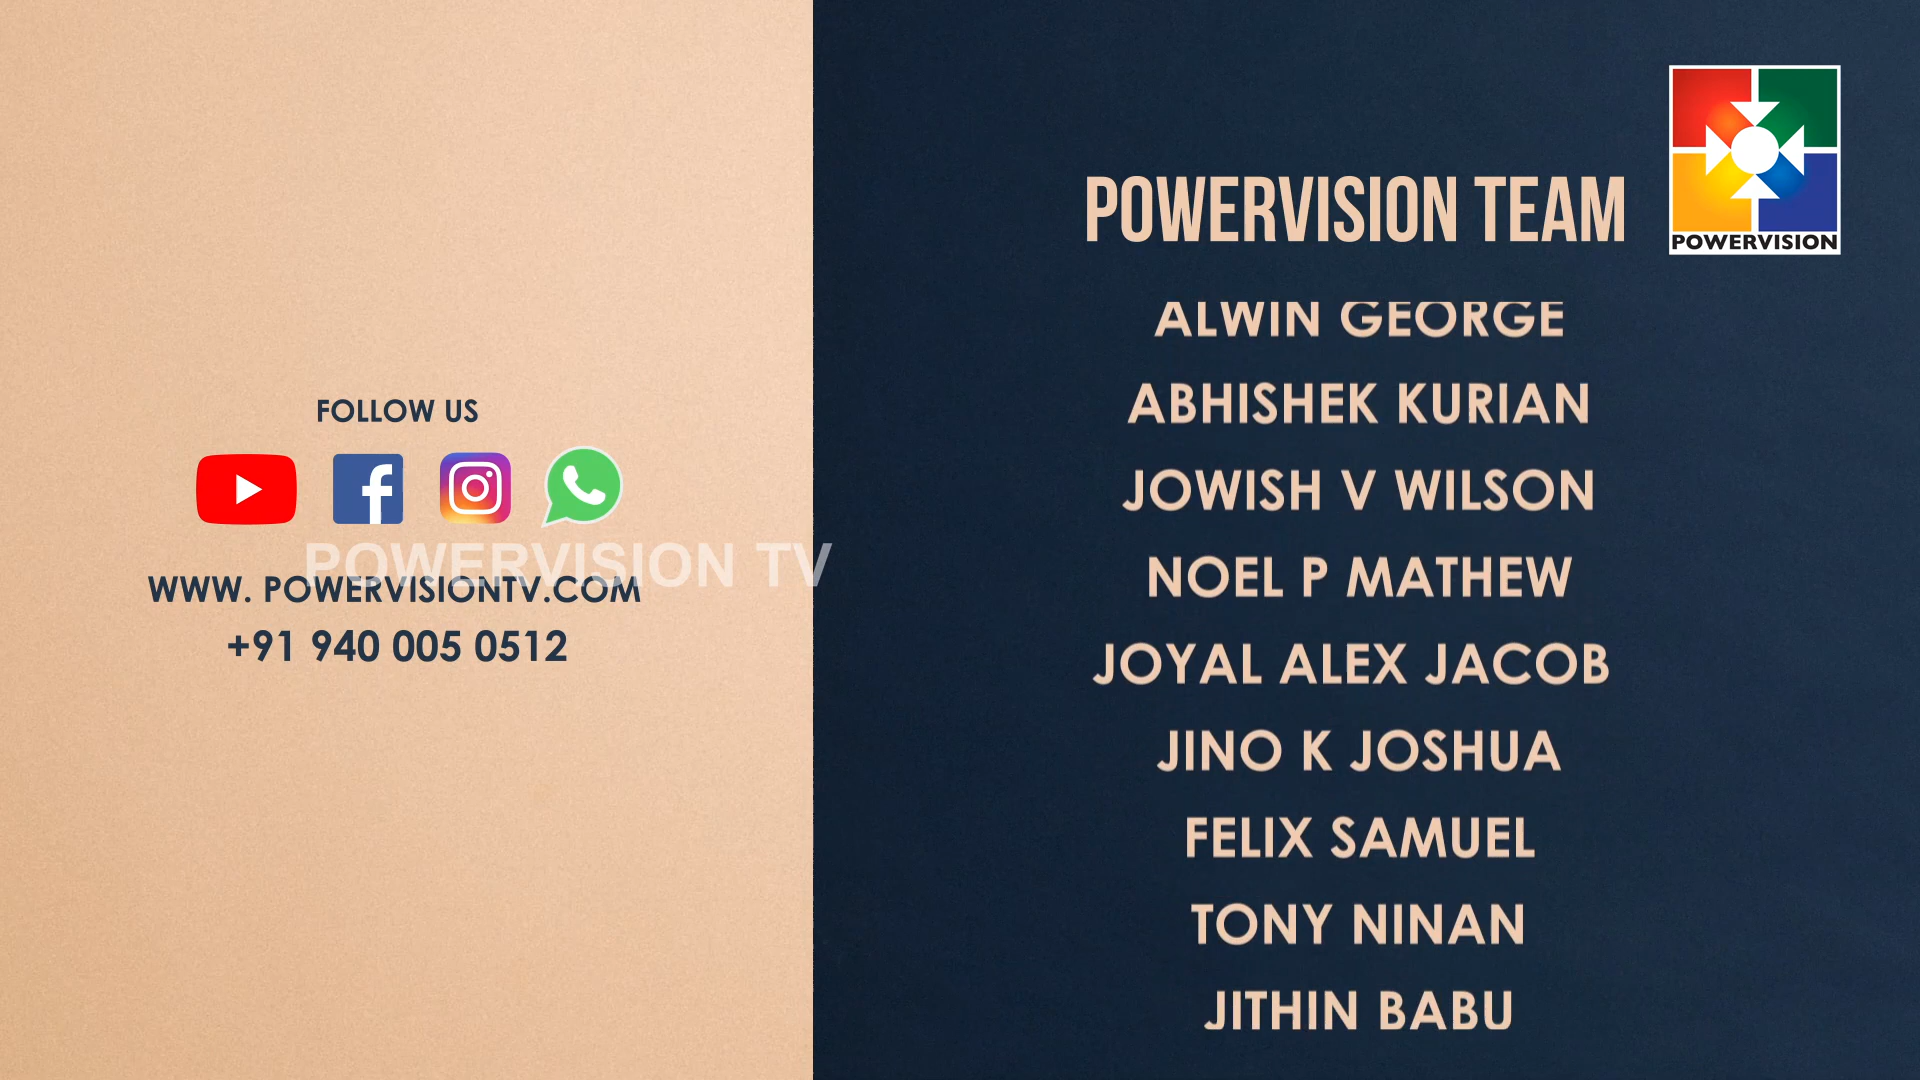 FOLLOW US
POWERVISION TV
WWW. POWERVISIONTV.COM
+91 940 005 0512
POWERVISION TEAM
POWERVISION
ALWIN GEORGE
ABHISHEK KURIAN
JOWISH V WILSON
NOEL P MATHEW
JOYAL ALEX JACOB
JINO K JOSHUA
FELIX SAMUEL
TONY NINAN
JITHIN BABU